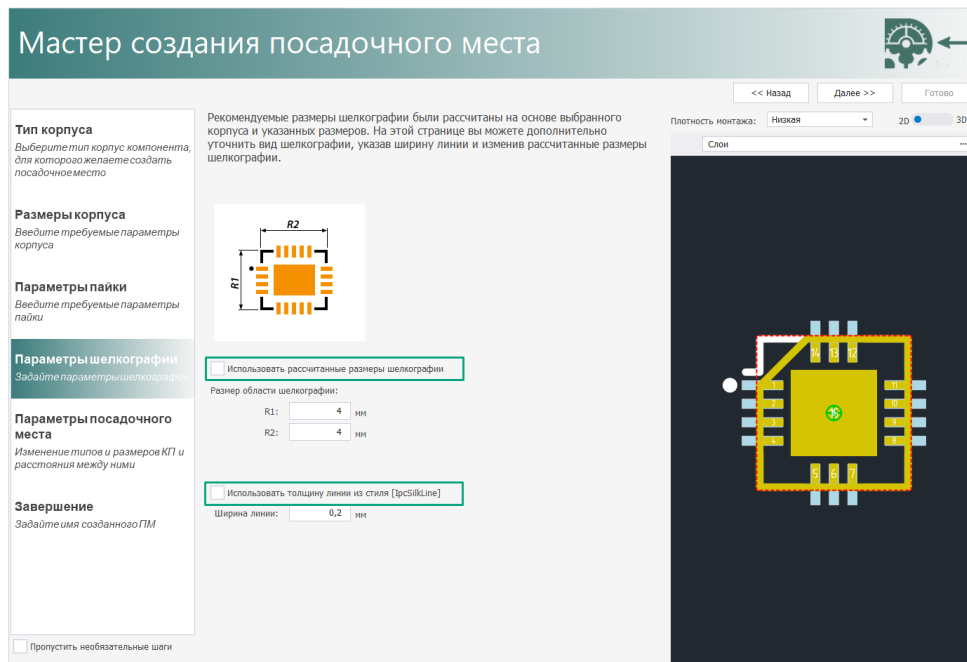 Мастер создания посадочного места
<< Назад
Далее >>
Готово
Тип корпуса
Выберите тип корпус компонента,
для которого желаете создать
посадочное место
Размеры корпуса
Введите требуемые параметры
корпуса
Параметры пайки
Введите требуемые параметры
пайки
Параметры шелкографии
Задайте параметры шелкографии
Параметры посадочного
места
Изменение типов и размеров КП и
расстояния между ними
Завершение
Задайте имя созданного ПМ
Пропустить необязательные шаги
Рекомендуемые размеры шелкографии были рассчитаны на основе выбранного
корпуса и указанных размеров. На этой странице вы можете дополнительно
уточнить вид шелкографии, указав ширину линии и изменив рассчитанные размеры
шелкографии.
R2
R1
Использовать рассчитанные размеры шелкографии
Размер области шелкографии:
R1: 4 мм
R2: 4 мм
Использовать толщину линии из стиля [IpcSilkLine]
Ширина линии: 0,2 мм
Плотность монтажа: Низкая 2D 3D
Слои ...
14 13 12
1 11
2 10
3 9
4 8
5 6 7